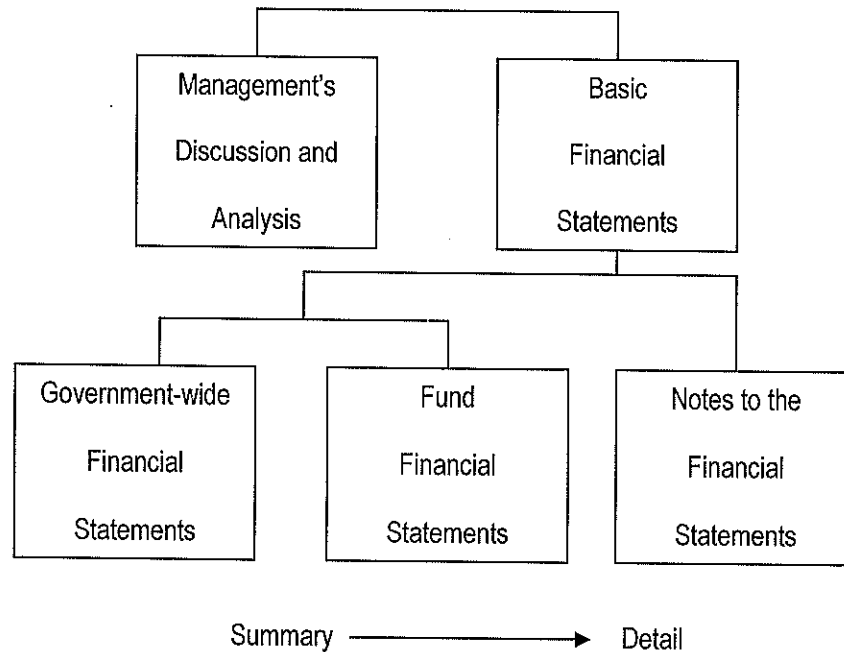 Management's
Discussion and
Analysis
Basic
Financial
Statements
Government-wide
Financial
Statements
Fund
Financial
Statements
Notes to the
Financial
Statements
Summary Detail